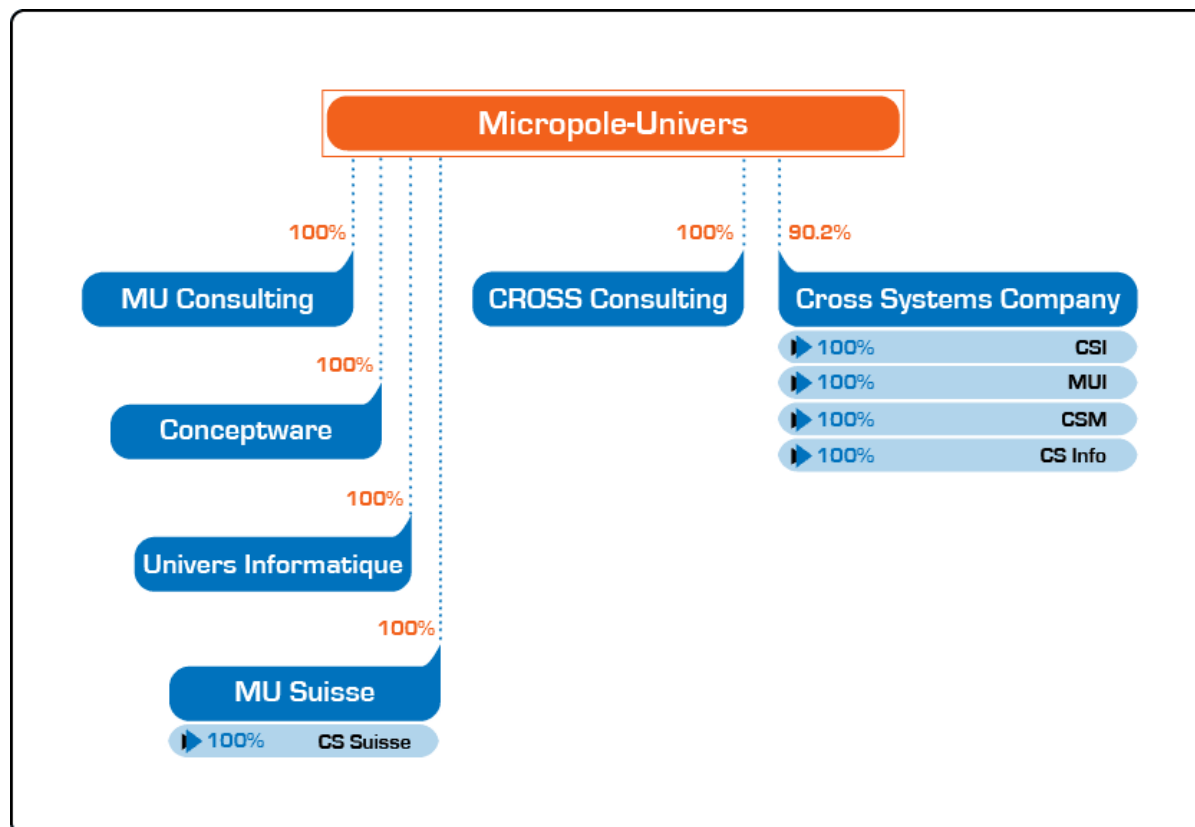 Micropole-Univers
100%
100%
90.2%
MU Consulting
CROSS Consulting
Cross Systems Company
100% CSI
100% MUI
100% CSM
100% CS Info
100%
Conceptware
100%
Univers Informatique
100%
MU Suisse
100% CS Suisse